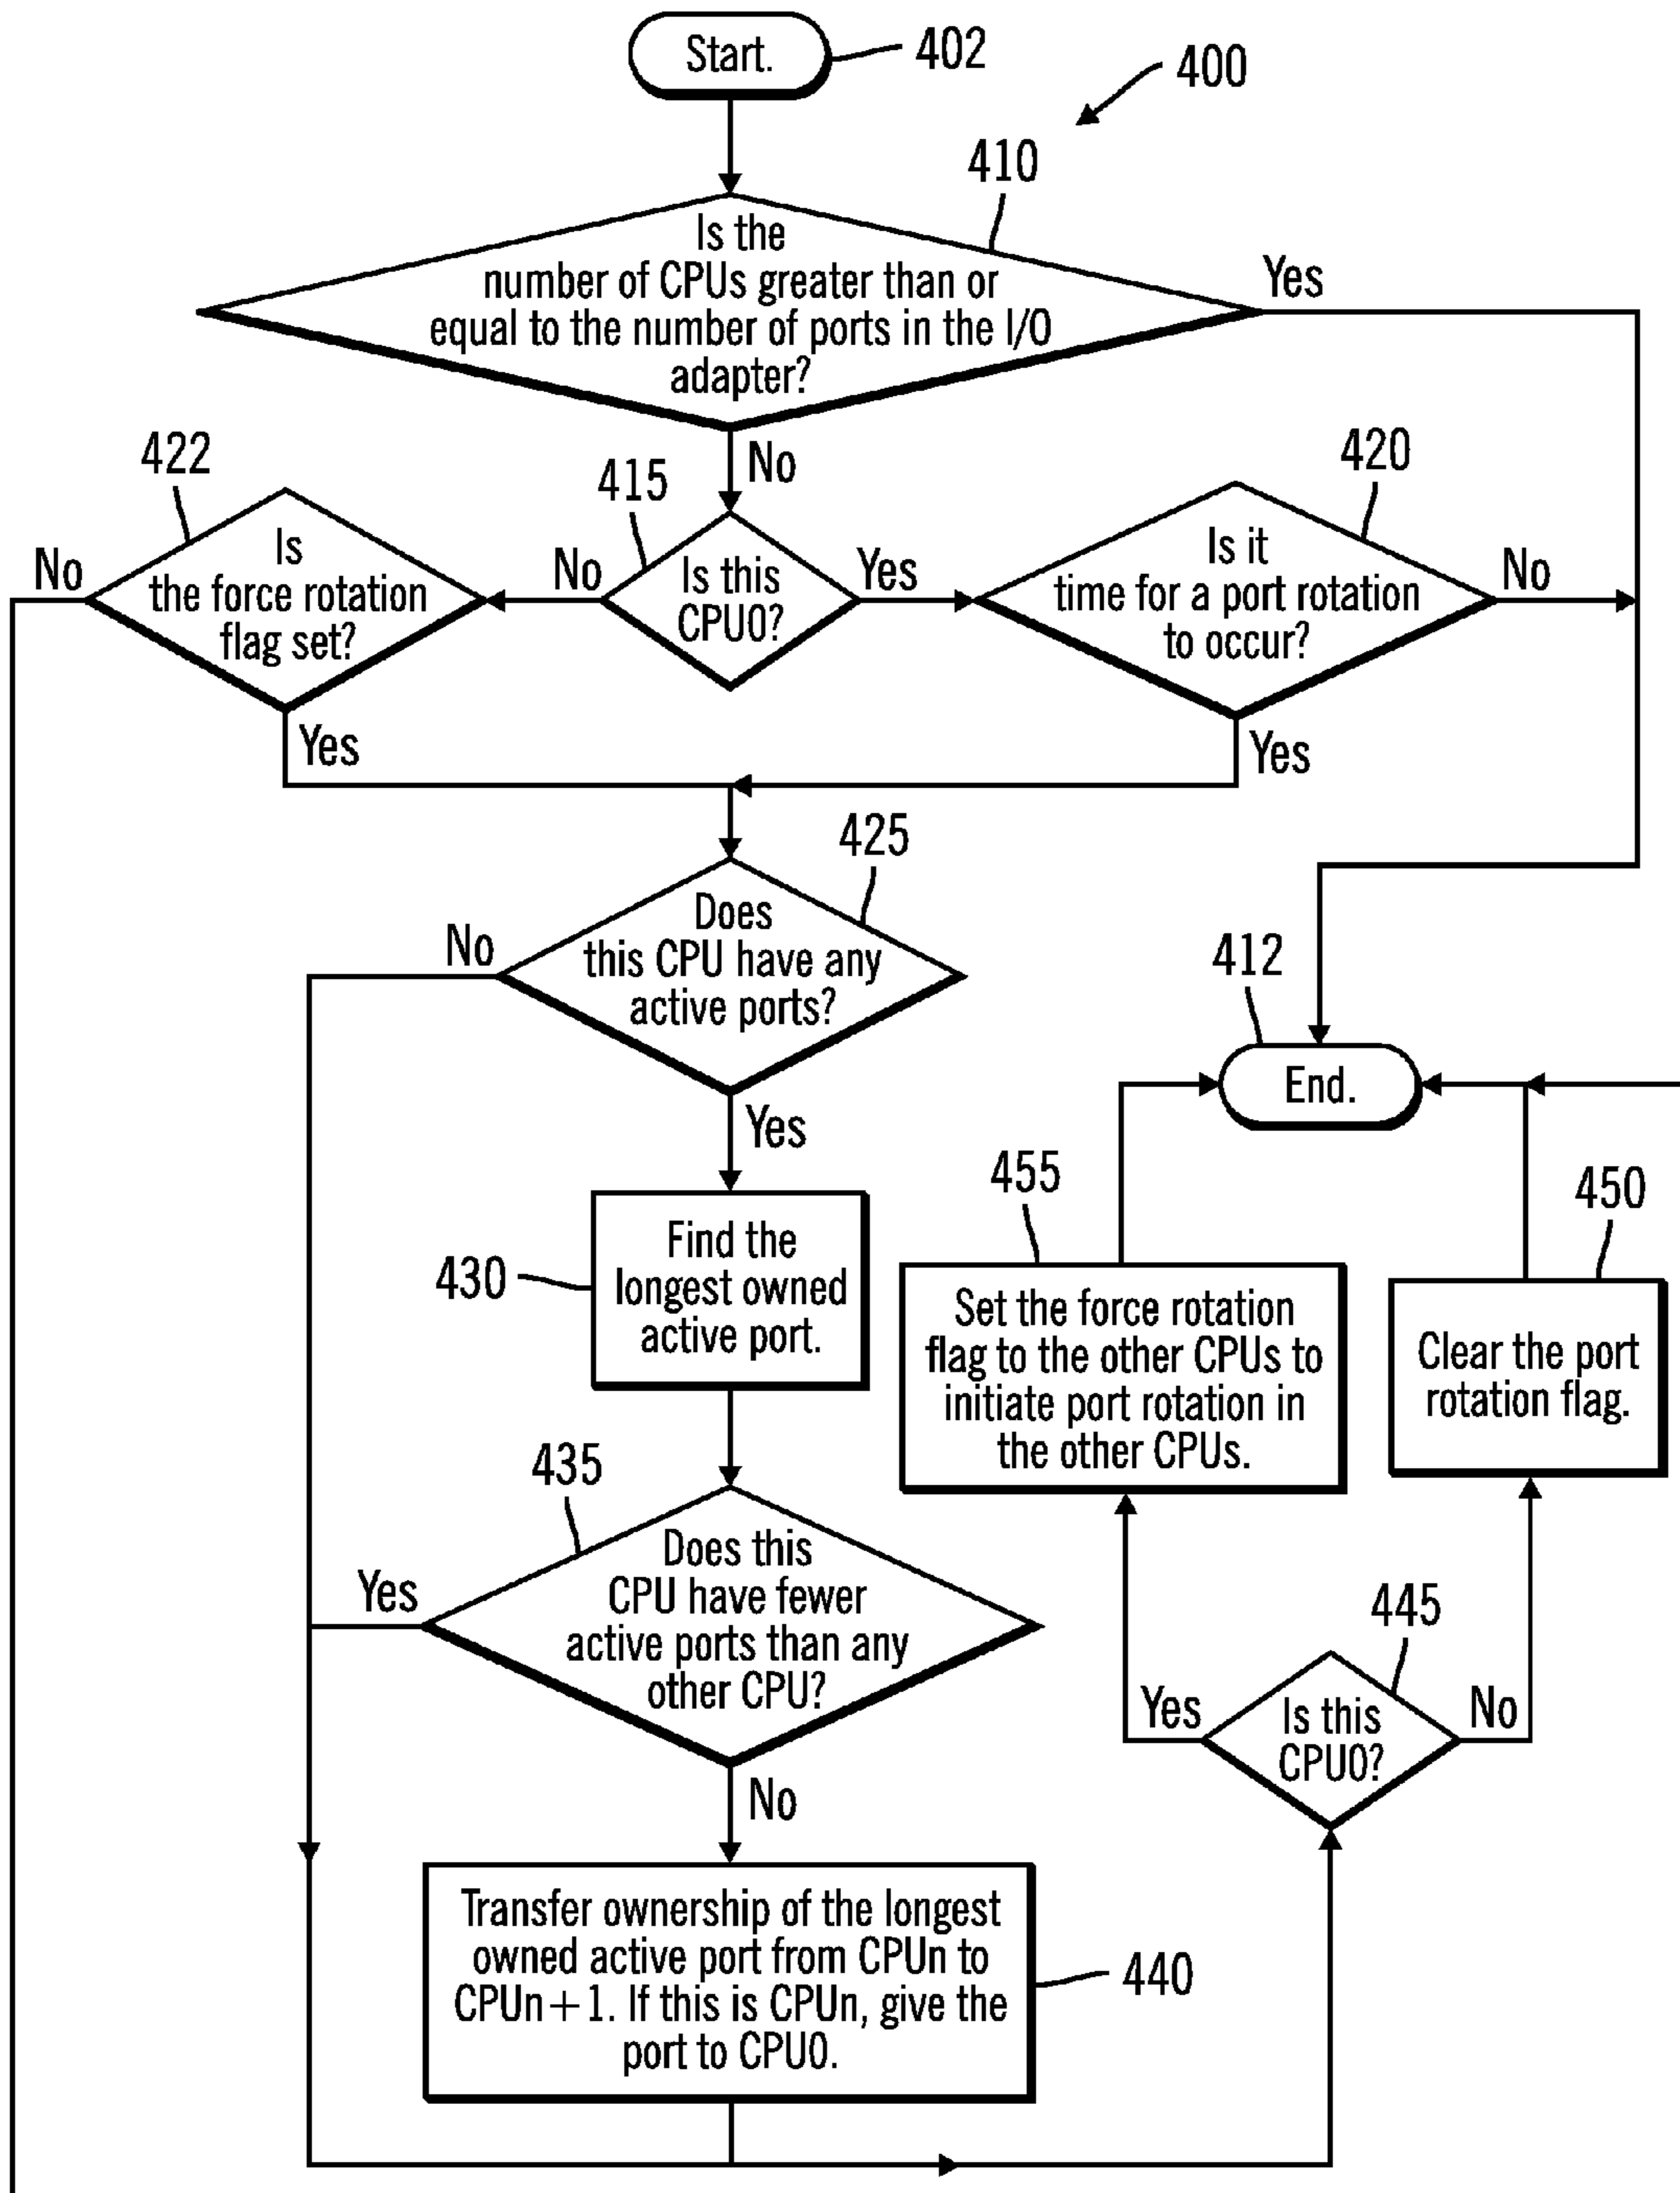 Start.
402
400
410
Is the
number of CPUs greater than or
equal to the number of ports in the I/O
adapter?
Yes
No
422
415
420
Is
the force rotation
flag set?
No
Yes
Is this
CPU0?
No
Yes
Is it
time for a port rotation
to occur?
No
Yes
425
Does
this CPU have any
active ports?
No
Yes
412
End.
430
Find the
longest owned
active port.
455
Set the force rotation
flag to the other CPUs to
initiate port rotation in
the other CPUs.
450
Clear the port
rotation flag.
435
Does this
CPU have fewer
active ports than any
other CPU?
Yes
No
445
Is this
CPU0?
Yes
No
Transfer ownership of the longest
owned active port from CPUn to
CPUn+1. If this is CPUn, give the
port to CPU0.
440